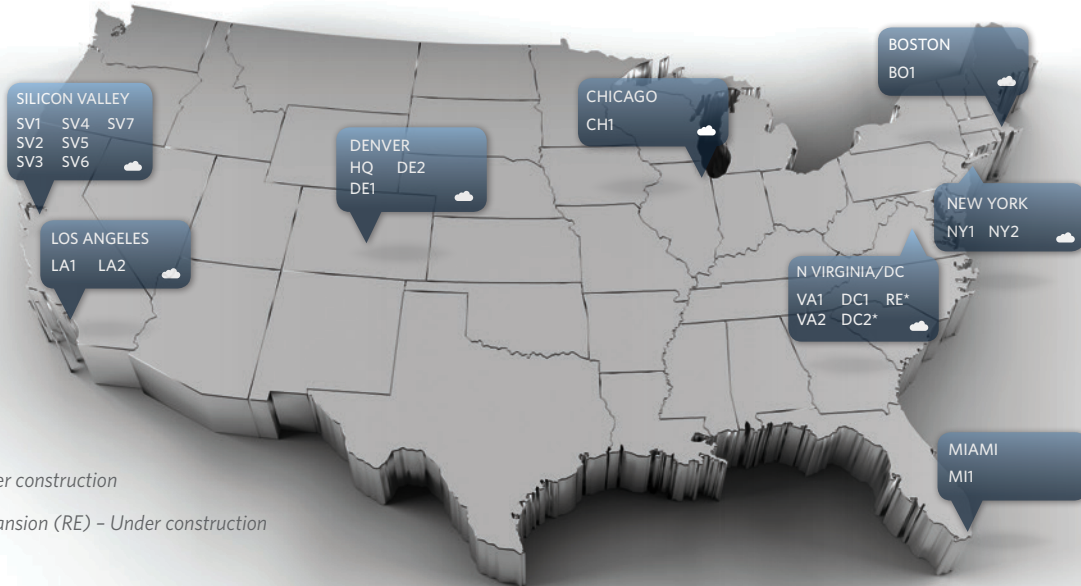 BOSTON
BO1
SILICON VALLEY
SV1 SV4 SV7
SV2 SV5
SV3 SV6
CHICAGO
CH1
DENVER
HQ DE2
DE1
NEW YORK
NY1 NY2
LOS ANGELES
LA1 LA2
N VIRGINIA/DC
VA1 DC1 RE*
VA2 DC2*
MIAMI
MI1
construction
(RE) – Under construction